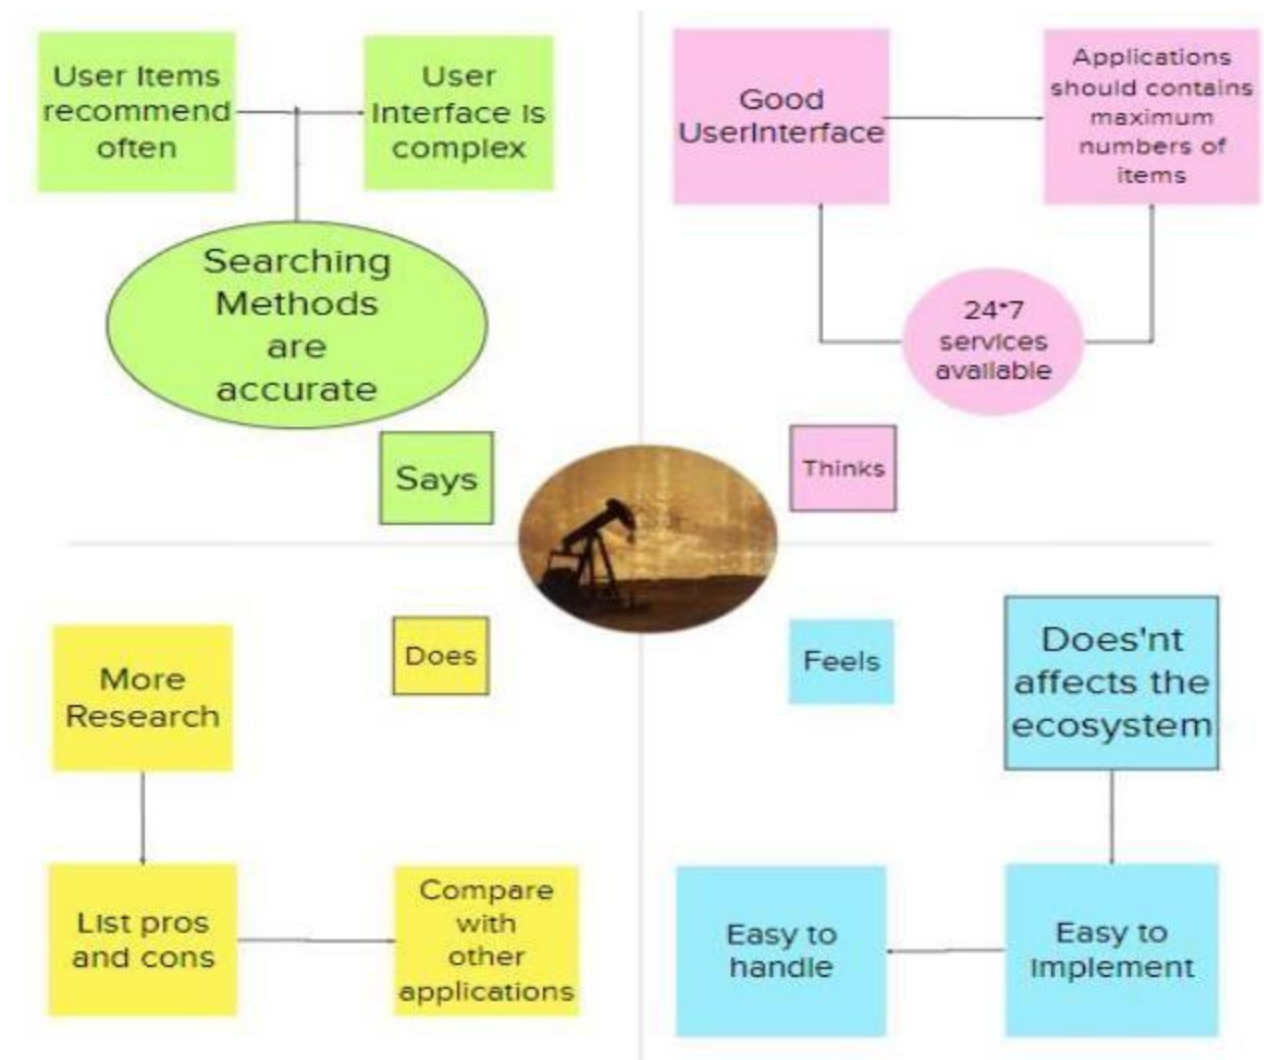 User Items
recommend
often
User
Interface is
complex
Searching
Methods
are
accurate
Says
Good
UserInterface
Applications
should contains
maximum
numbers of
items
24*7
services
available
Thinks
Does
More
Research
List pros
and cons
Compare
with
other
applications
Feels
Does'nt
affects the
ecosystem
Easy to
implement
Easy to
handle